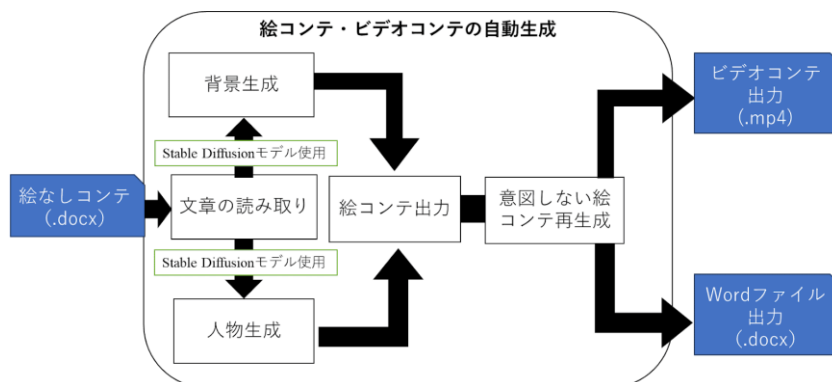 絵コンテ・ビデオコンテの自動生成
背景生成
Stable Diffusionモデル使用
絵なしコンテ
(.docx)
文章の読み取り
Stable Diffusionモデル使用
人物生成
絵コンテ出力
意図しない絵
コンテ再生成
ビデオコンテ
出力
(.mp4)
Wordファイル
出力
(.docx)